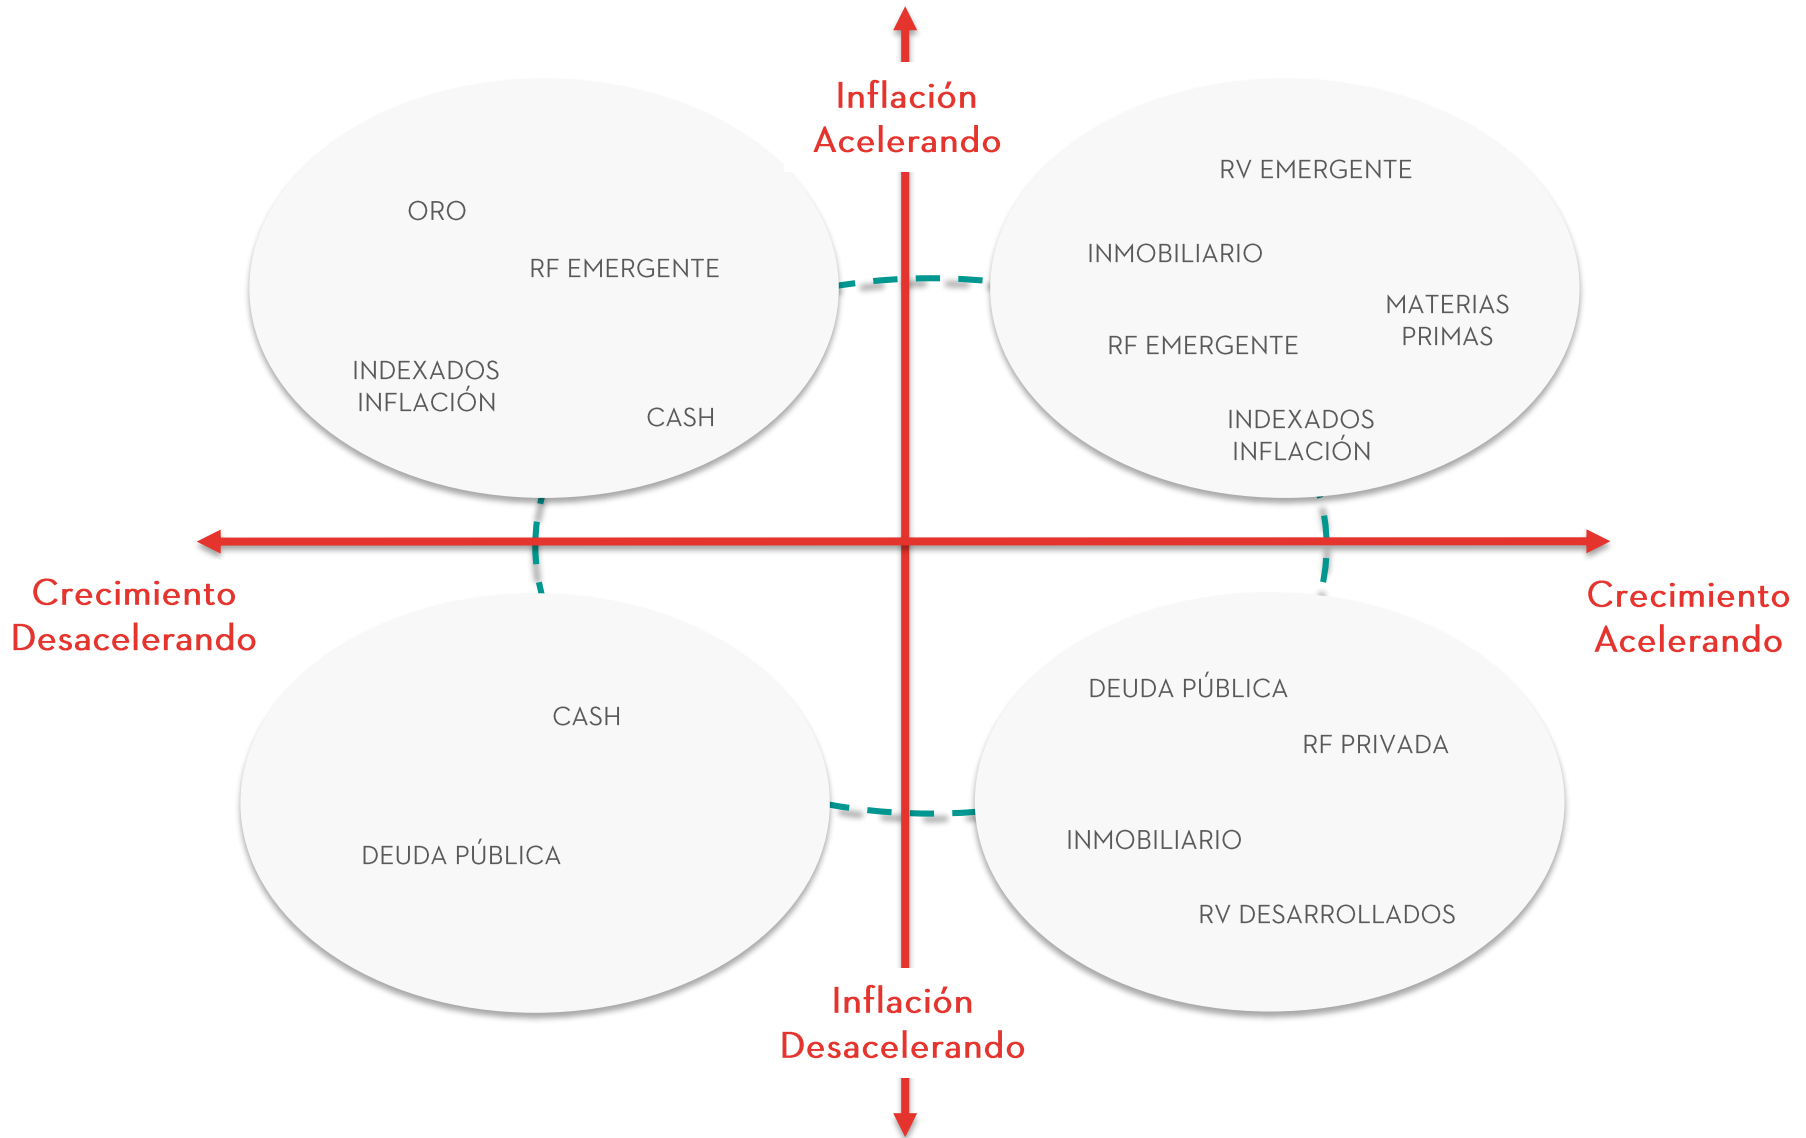 Inflación
Acelerando
ORO
RF EMERGENTE
INDEXADOS
INFLACIÓN
CASH
RV EMERGENTE
INMOBILIARIO
MATERIAS
PRIMAS
RF EMERGENTE
INDEXADOS
INFLACIÓN
Crecimiento
Desacelerando
Crecimiento
Acelerando
CASH
DEUDA PÚBLICA
DEUDA PÚBLICA
RF PRIVADA
INMOBILIARIO
RV DESARROLLADOS
Inflación
Desacelerando